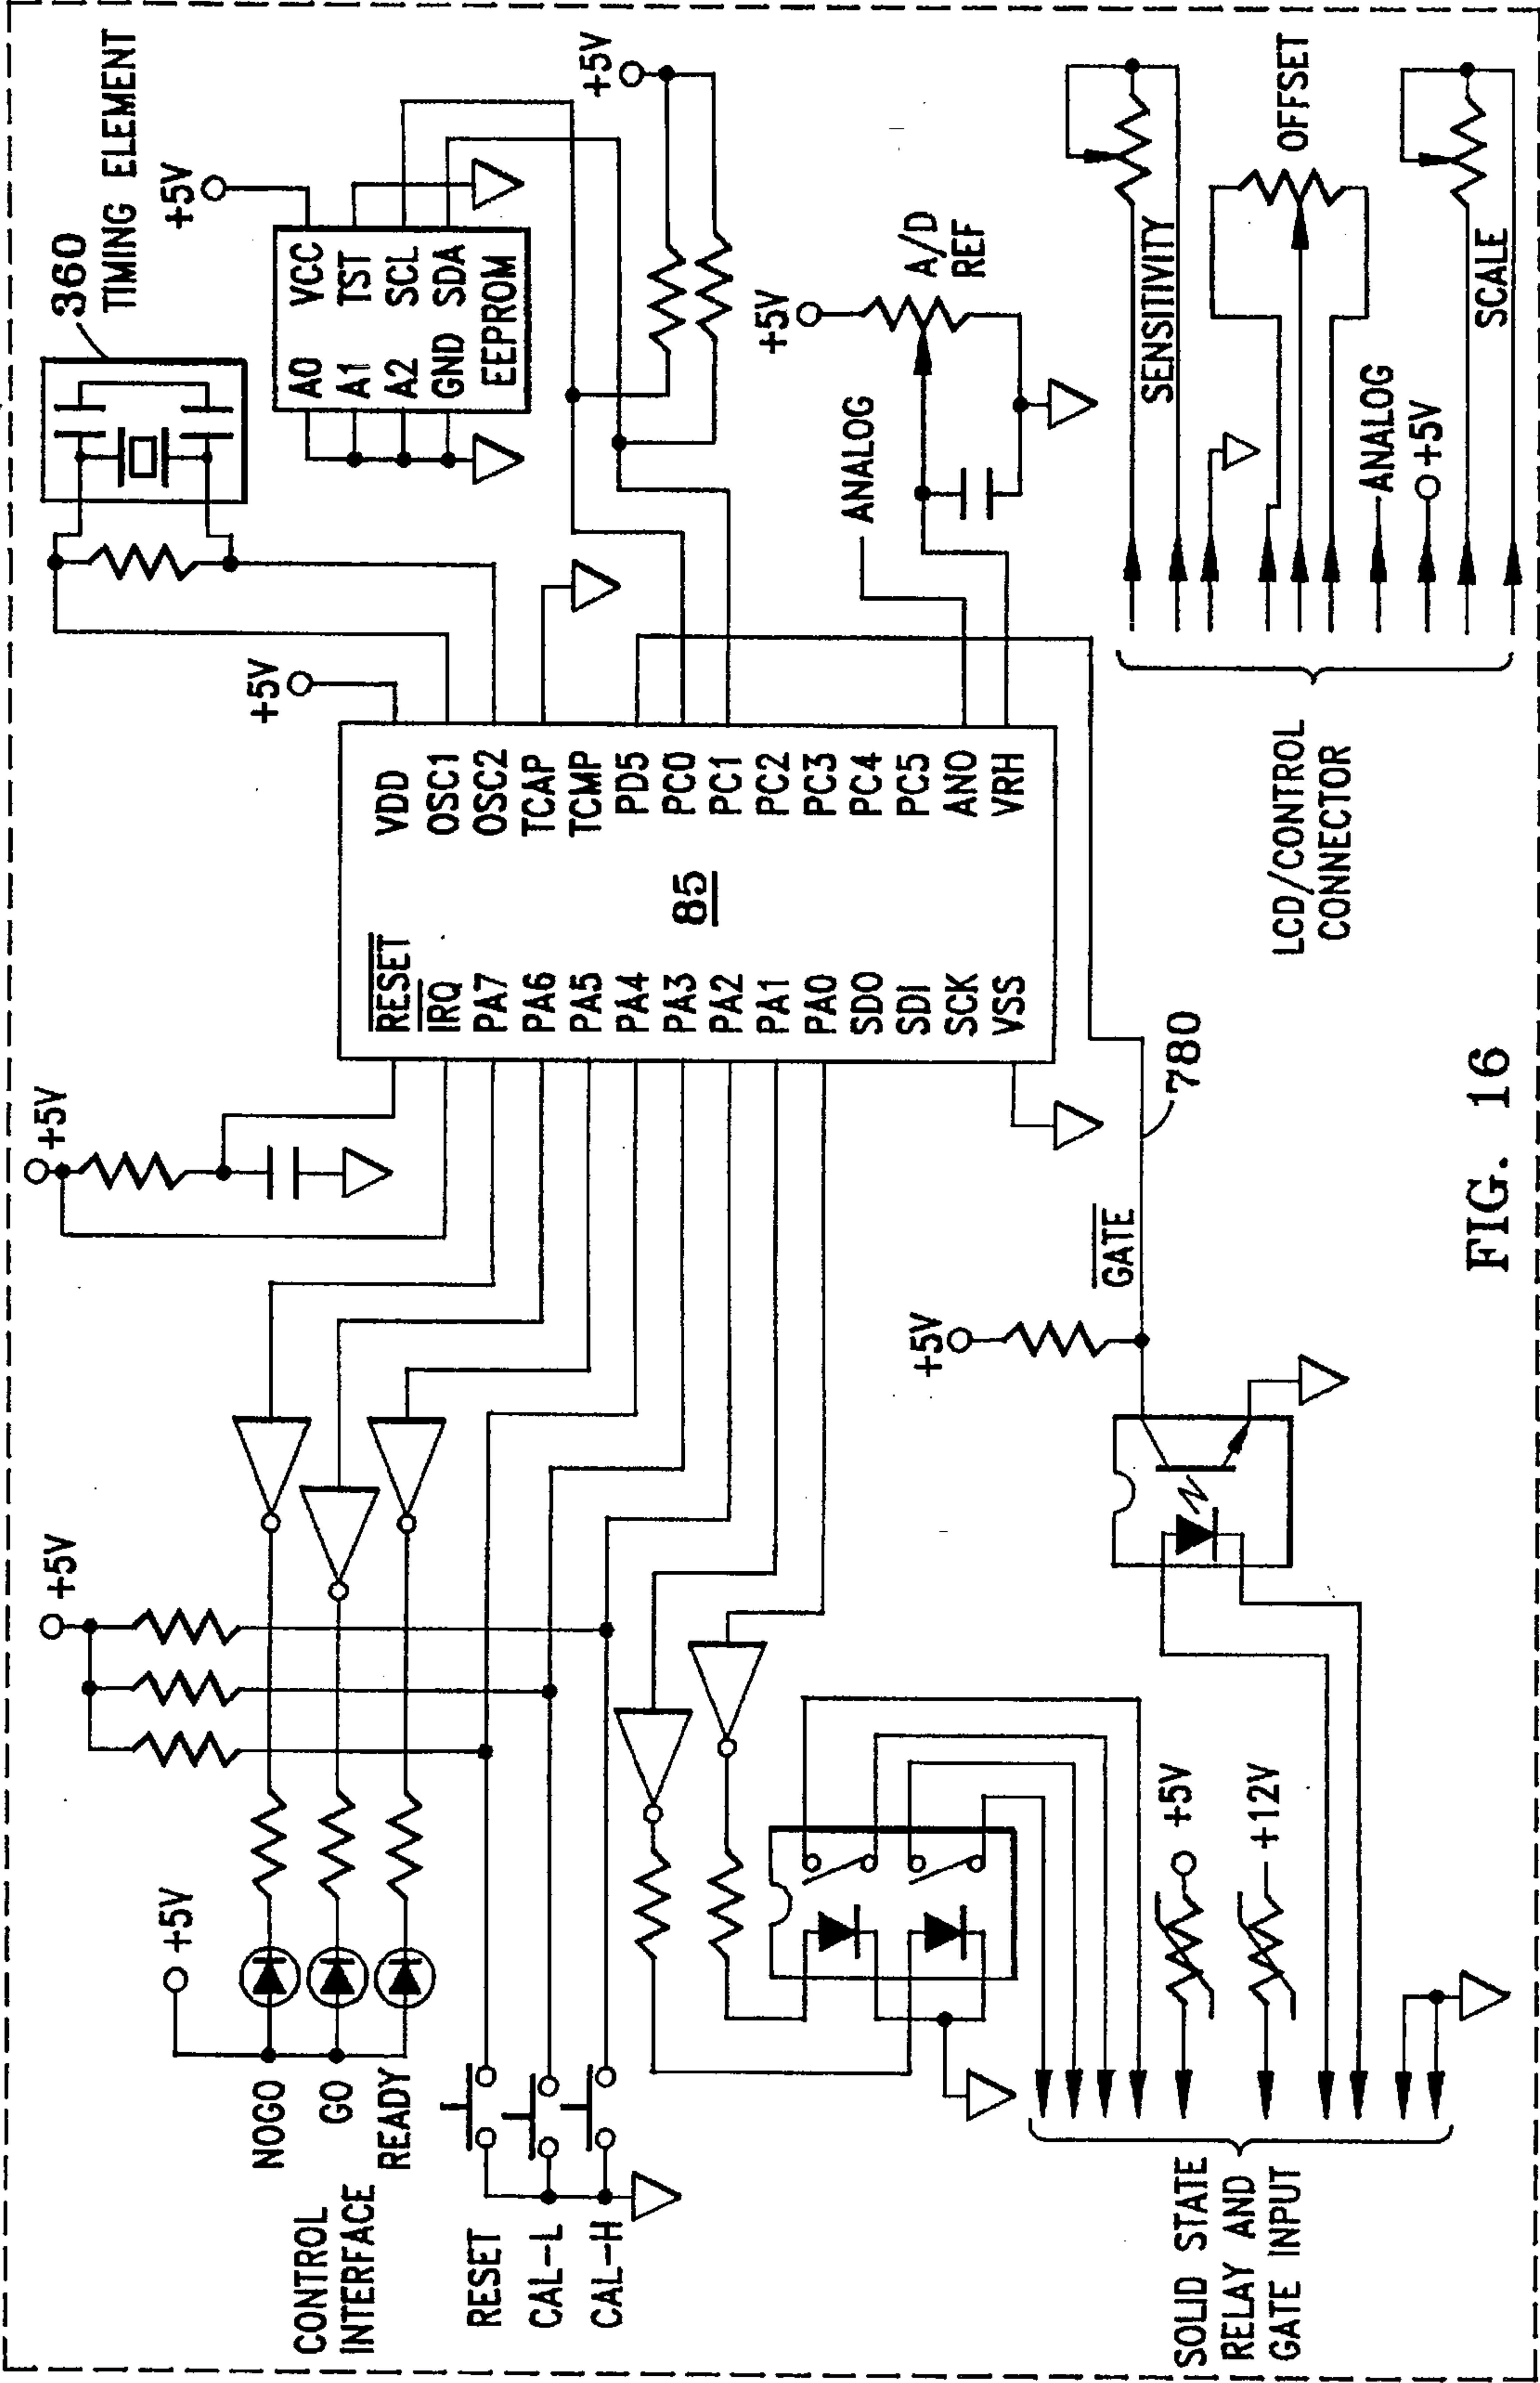 +5V
NOGO
GO
READY
CONTROL
INTERFACE
RESET
CAL-L
CAL-H
+5V
+5V
RESET
IRQ
PA7
PA6
PA5
PA4
PA3
PA2
PA1
PA0
SDO
SDI
SCK
VSS
85
VDD
OSC1
OSC2
TCAP
TCMP
PD5
PC0
PC1
PC2
PC3
PC4
PC5
AN0
VRH
+5V
360
TIMING ELEMENT
+5V
A0
A1
A2
GND
VCC
TST
SCL
SDA
EEPROM
+5V
ANALOG
+5V
A/D
REF
SOLID STATE
RELAY AND
GATE INPUT
+5V
+12V
+5V
GATE
780
LCD/CONTROL
CONNECTOR
SENSITIVITY
OFFSET
ANALOG
+5V
SCALE
FIG. 16